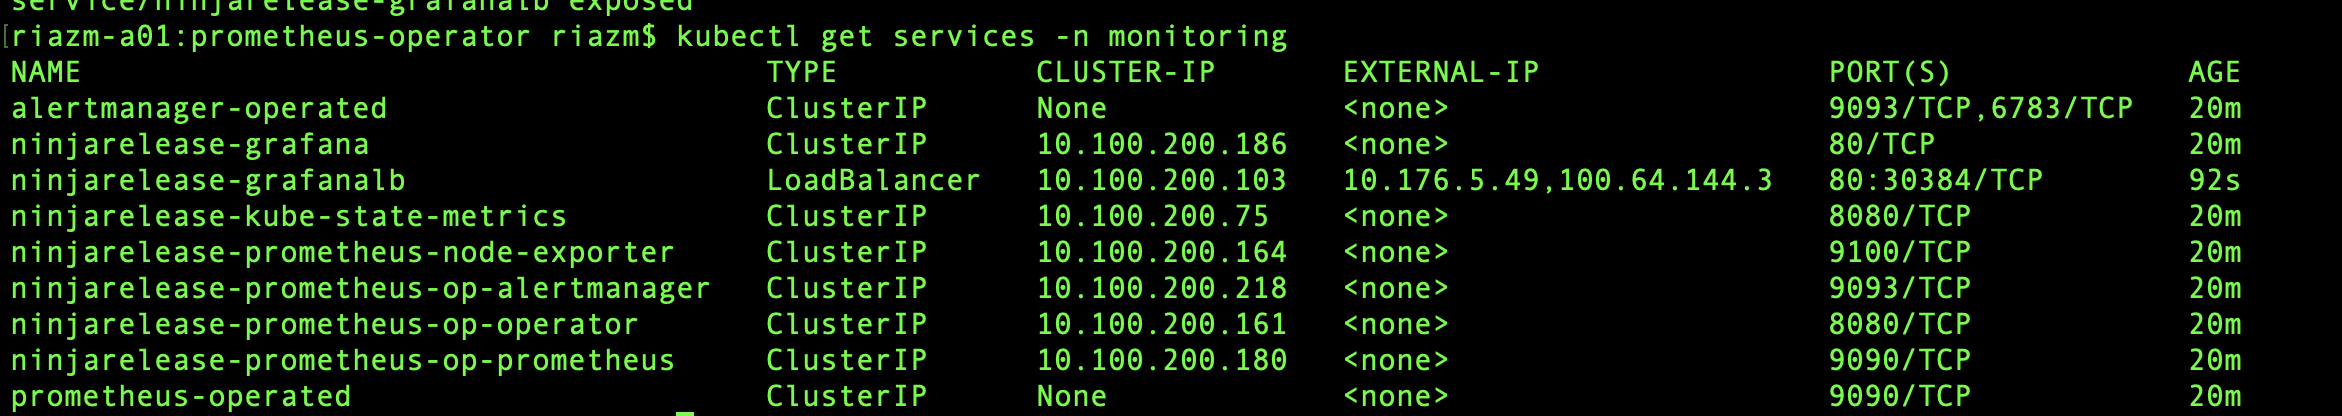 service/ninjarelease-grafanalb exposed
[riazm-a01:prometheus-operator riazm$ kubectl get services -n monitoring
NAME TYPE CLUSTER-IP EXTERNAL-IP PORT(S) AGE
alertmanager-operated ClusterIP None <none> 9093/TCP,6783/TCP 20m
ninjarelease-grafana ClusterIP 10.100.200.186 <none> 80/TCP 20m
ninjarelease-grafanalb LoadBalancer 10.100.200.103 10.176.5.49,100.64.144.3 80:30384/TCP 92s
ninjarelease-kube-state-metrics ClusterIP 10.100.200.75 <none> 8080/TCP 20m
ninjarelease-prometheus-node-exporter ClusterIP 10.100.200.164 <none> 9100/TCP 20m
ninjarelease-prometheus-op-alertmanager ClusterIP 10.100.200.218 <none> 9093/TCP 20m
ninjarelease-prometheus-op-operator ClusterIP 10.100.200.161 <none> 8080/TCP 20m
ninjarelease-prometheus-op-prometheus ClusterIP 10.100.200.180 <none> 9090/TCP 20m
prometheus-operated ClusterIP None <none> 9090/TCP 20m